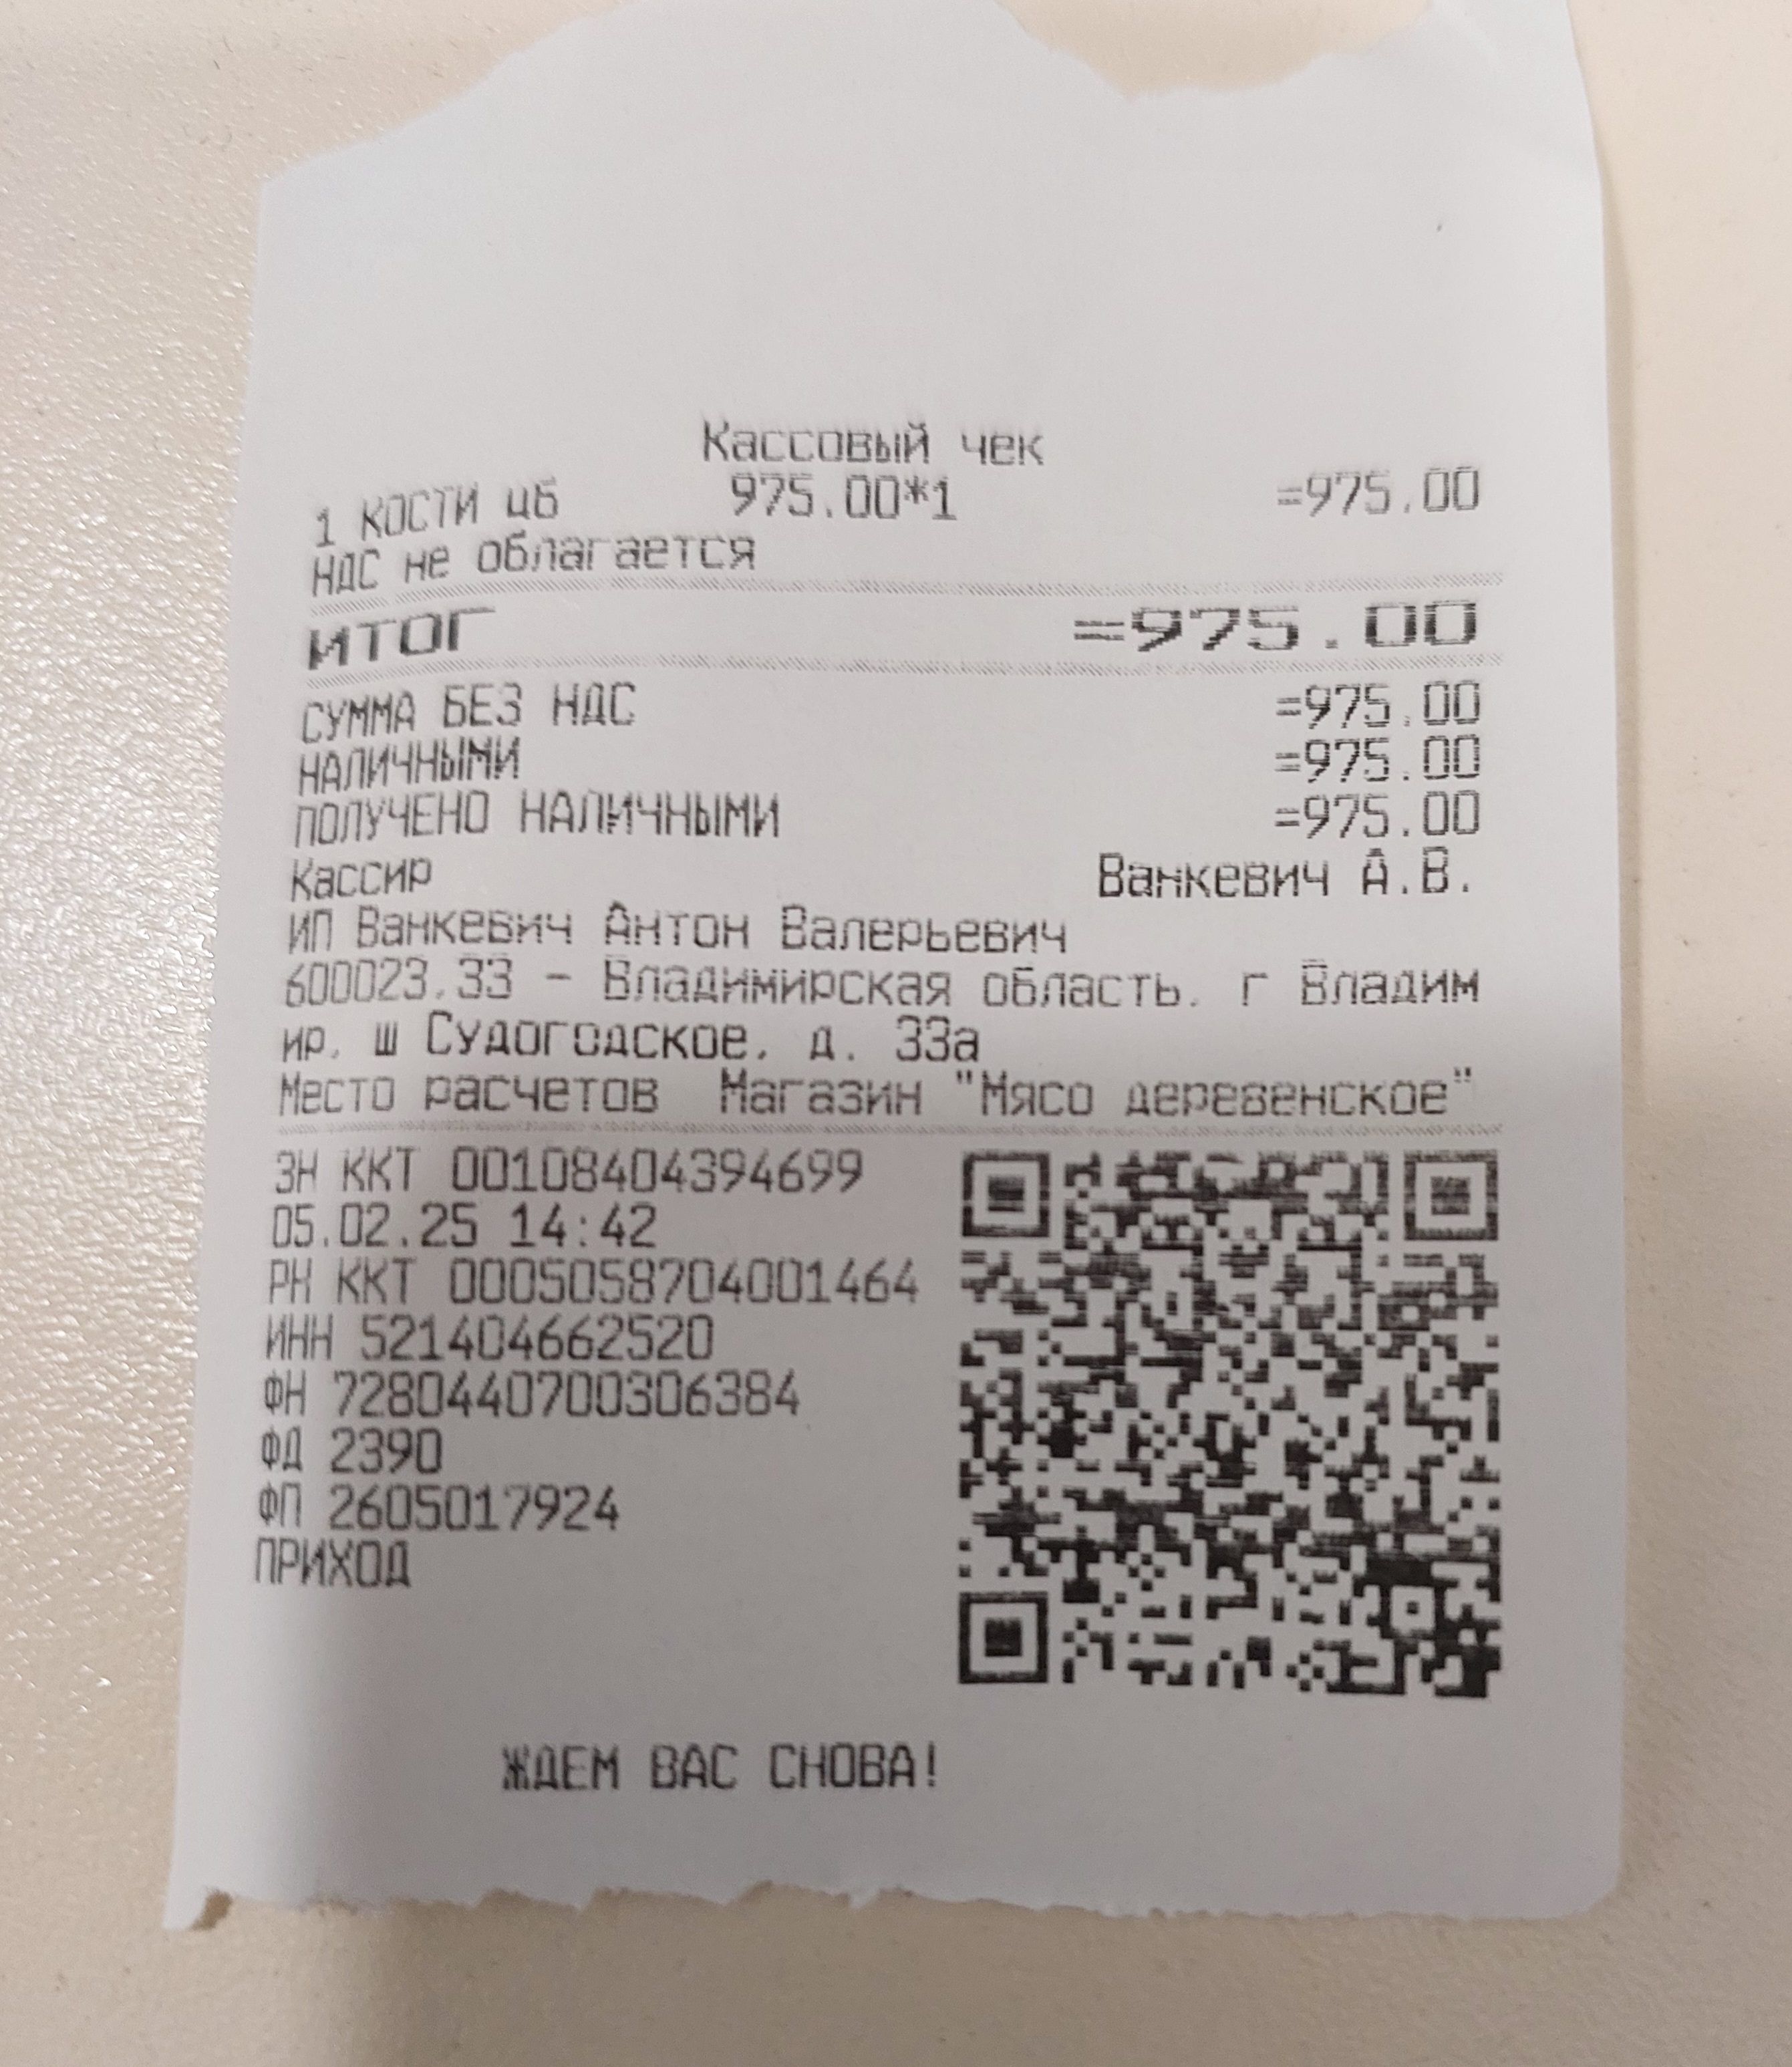 Кассовый чек
1 КОСТИ цб 975.00*1 =975.00
НДС не облагается
ИТОГ =975.00
СУММА БЕЗ НДС =975.00
НАЛИЧНЫМИ =975.00
ПОЛУЧЕНО НАЛИЧНЫМИ =975.00
Кассир Ванкевич А.В.
ИП Ванкевич Антон Валерьевич
600023,33 - Владимирская область, г Владим
ир, ш Судогодское, д. 33а
Место расчетов Магазин "Мясо деревенское"
ЗН ККТ 00108404394699
05.02.25 14:42
РН ККТ 0005058704001464
ИНН 521404662520
ФН 7280440700306384
ФД 2390
ФП 2605017924
ПРИХОД
ЖДЕМ ВАС СНОВА!